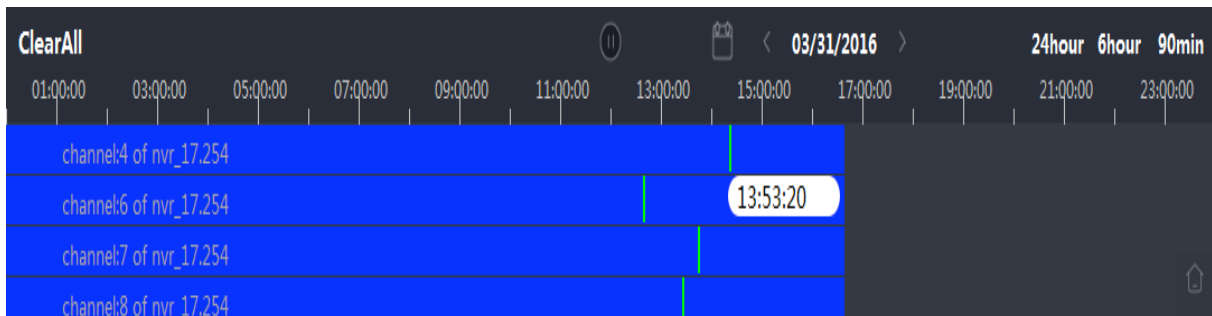 ClearAll 03/31/2016 24hour 6hour 90min
01:00:00 03:00:00 05:00:00 07:00:00 09:00:00 11:00:00 13:00:00 15:00:00 17:00:00 19:00:00 21:00:00 23:00:00
channel:4 of nvr_17.254
channel:6 of nvr_17.254 13:53:20
channel:7 of nvr_17.254
channel:8 of nvr_17.254